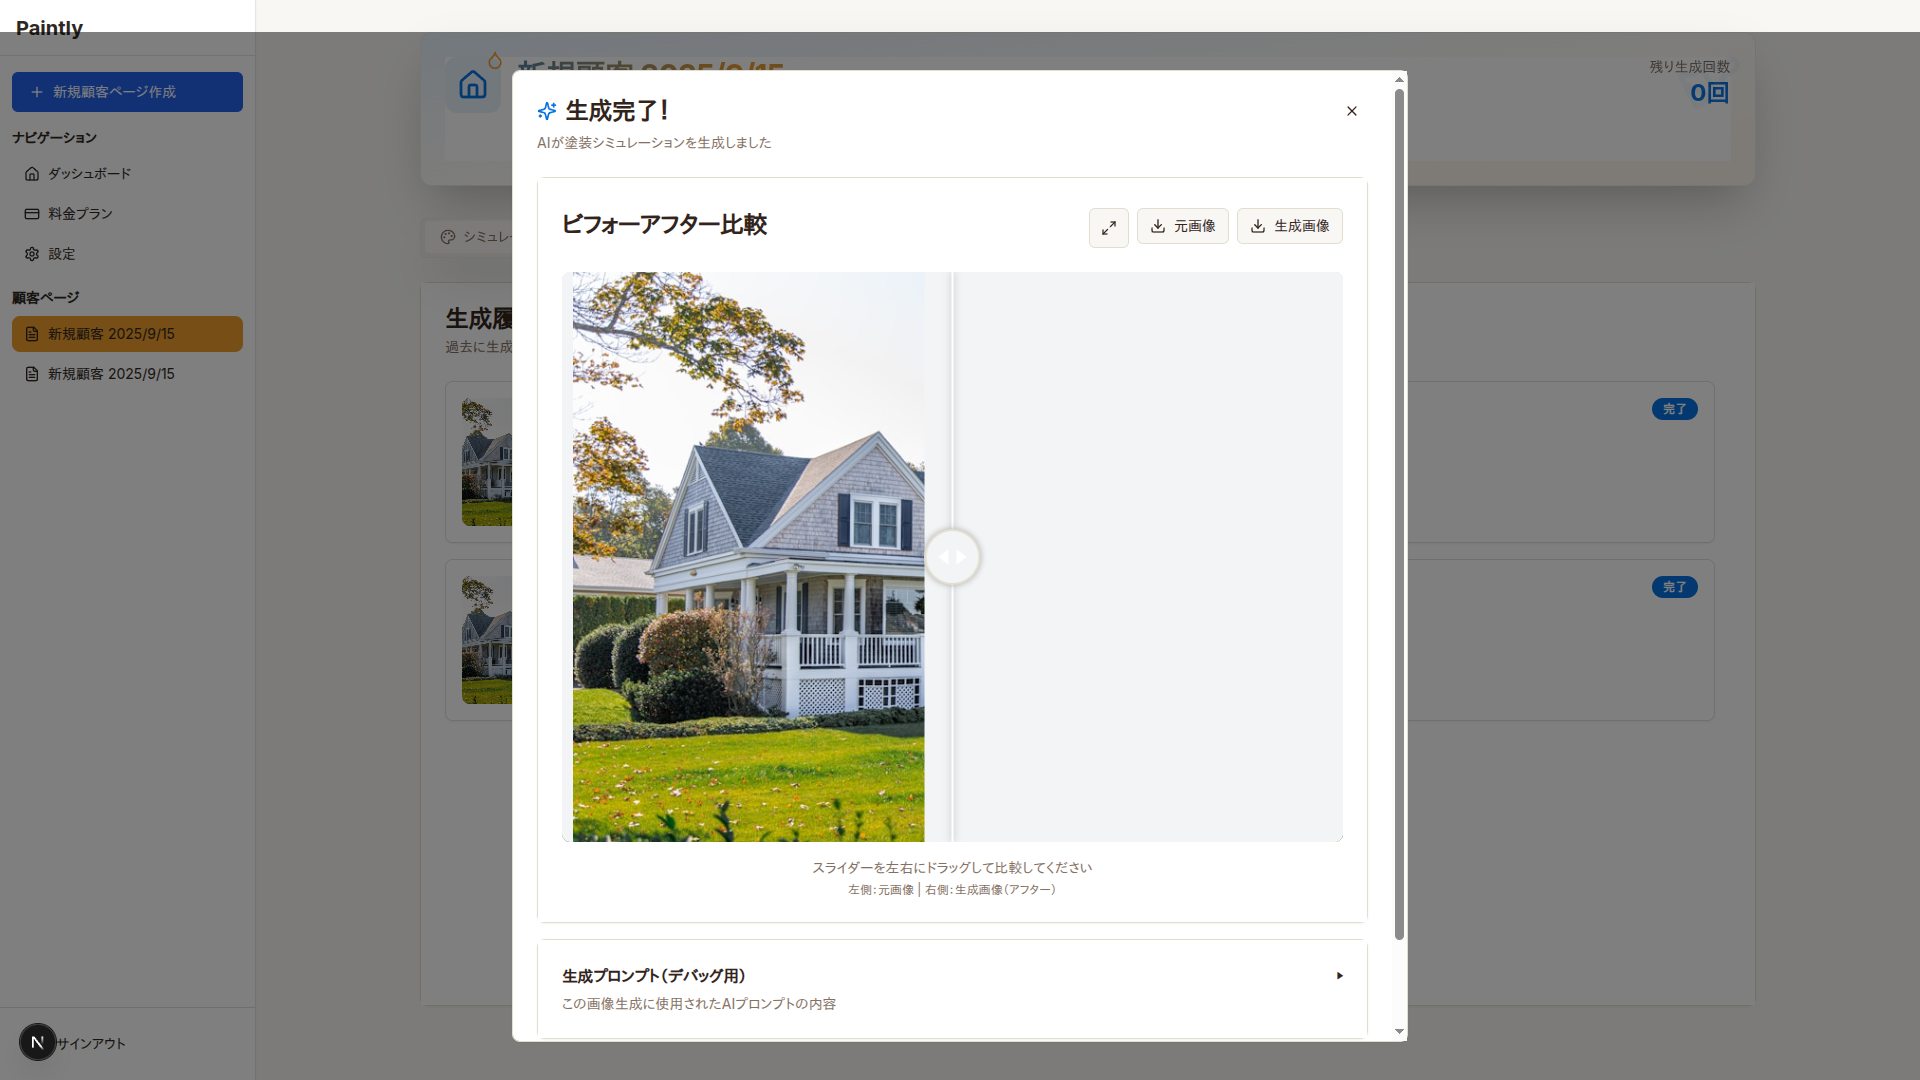 Paintly
新規顧客ページ作成
ナビゲーション
ダッシュボード
料金プラン
設定
顧客ページ
新規顧客 2025/9/15
新規顧客 2025/9/15
サインアウト
新規顧客 2025/9/15
残り生成回数
0回
シミュレー
生成履
過去に生成
完了
完了
生成完了!
AIが塗装シミュレーションを生成しました
ビフォーアフター比較
元画像
生成画像
スライダーを左右にドラッグして比較してください
左側:元画像 | 右側:生成画像(アフター)
生成プロンプト(デバッグ用)
この画像生成に使用されたAIプロンプトの内容